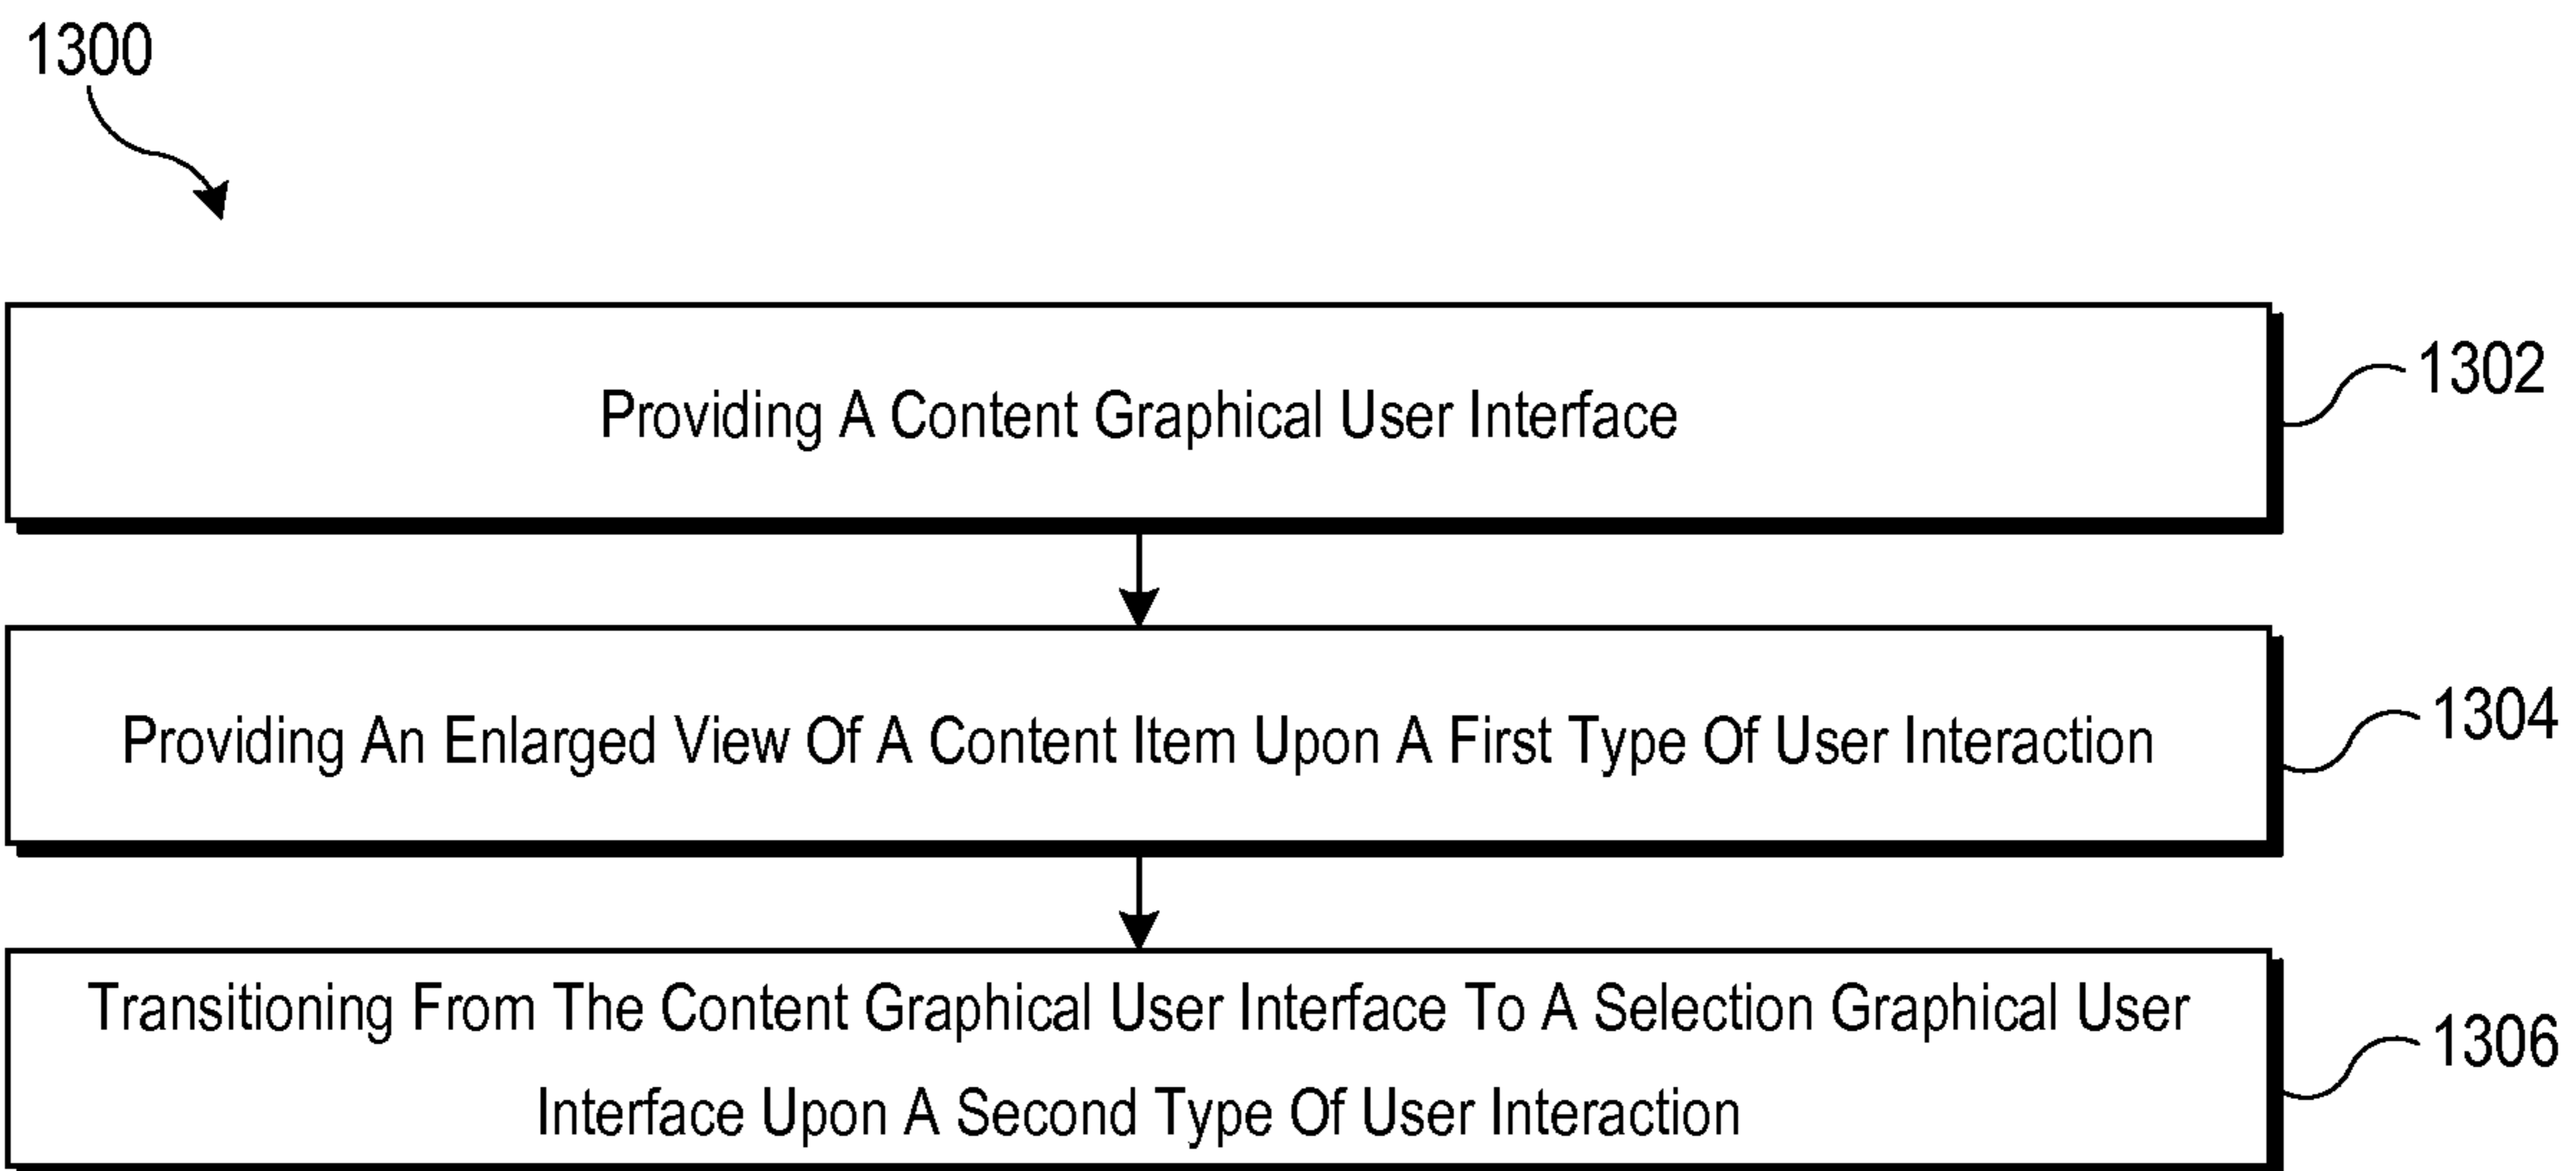 1300
Providing A Content Graphical User Interface
1302
Providing An Enlarged View Of A Content Item Upon A First Type Of User Interaction
1304
Transitioning From The Content Graphical User Interface To A Selection Graphical User
Interface Upon A Second Type Of User Interaction
1306